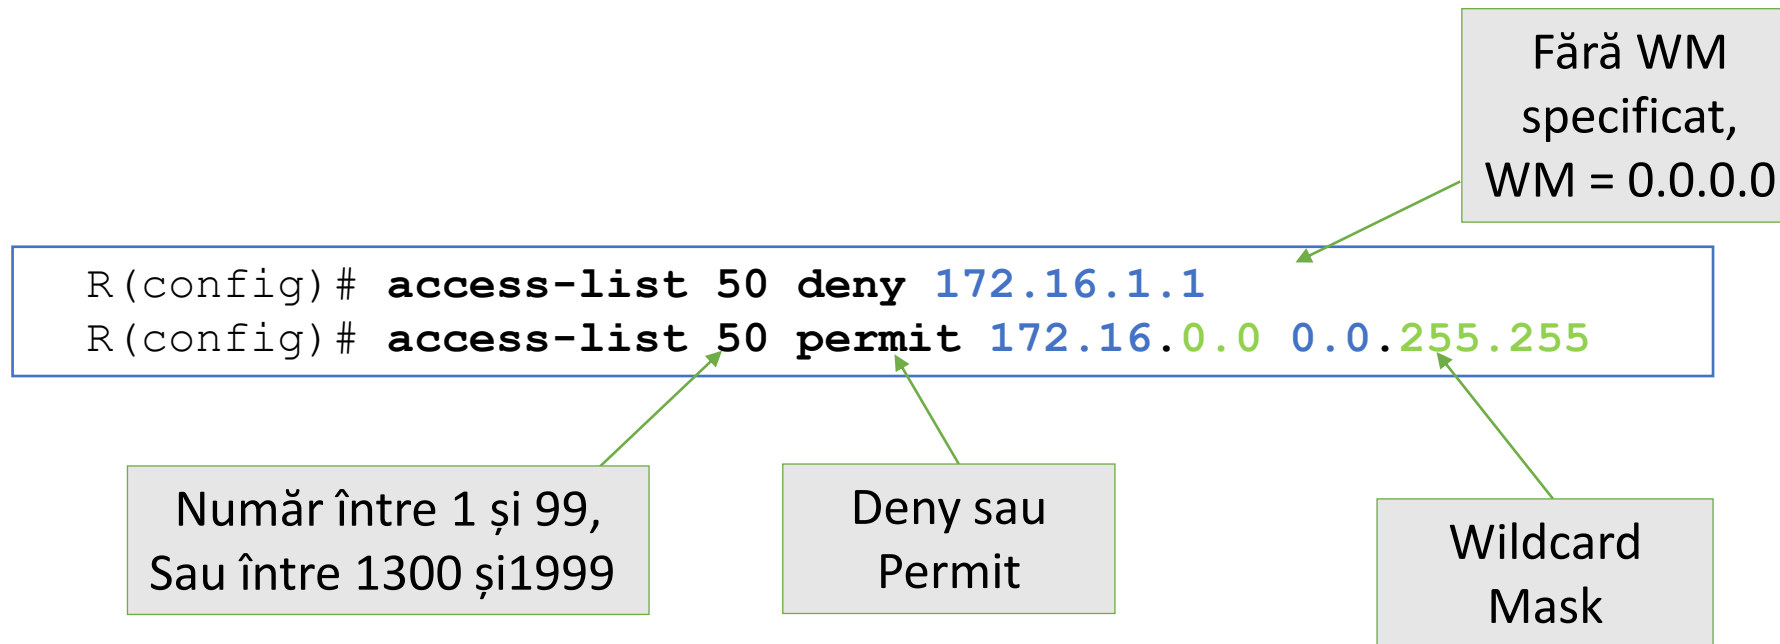 Fără WM
specificat,
WM = 0.0.0.0
R(config)# access-list 50 deny 172.16.1.1
R(config)# access-list 50 permit 172.16.0.0 0.0.255.255
Număr între 1 și 99,
Sau între 1300 și1999
Deny sau
Permit
Wildcard
Mask